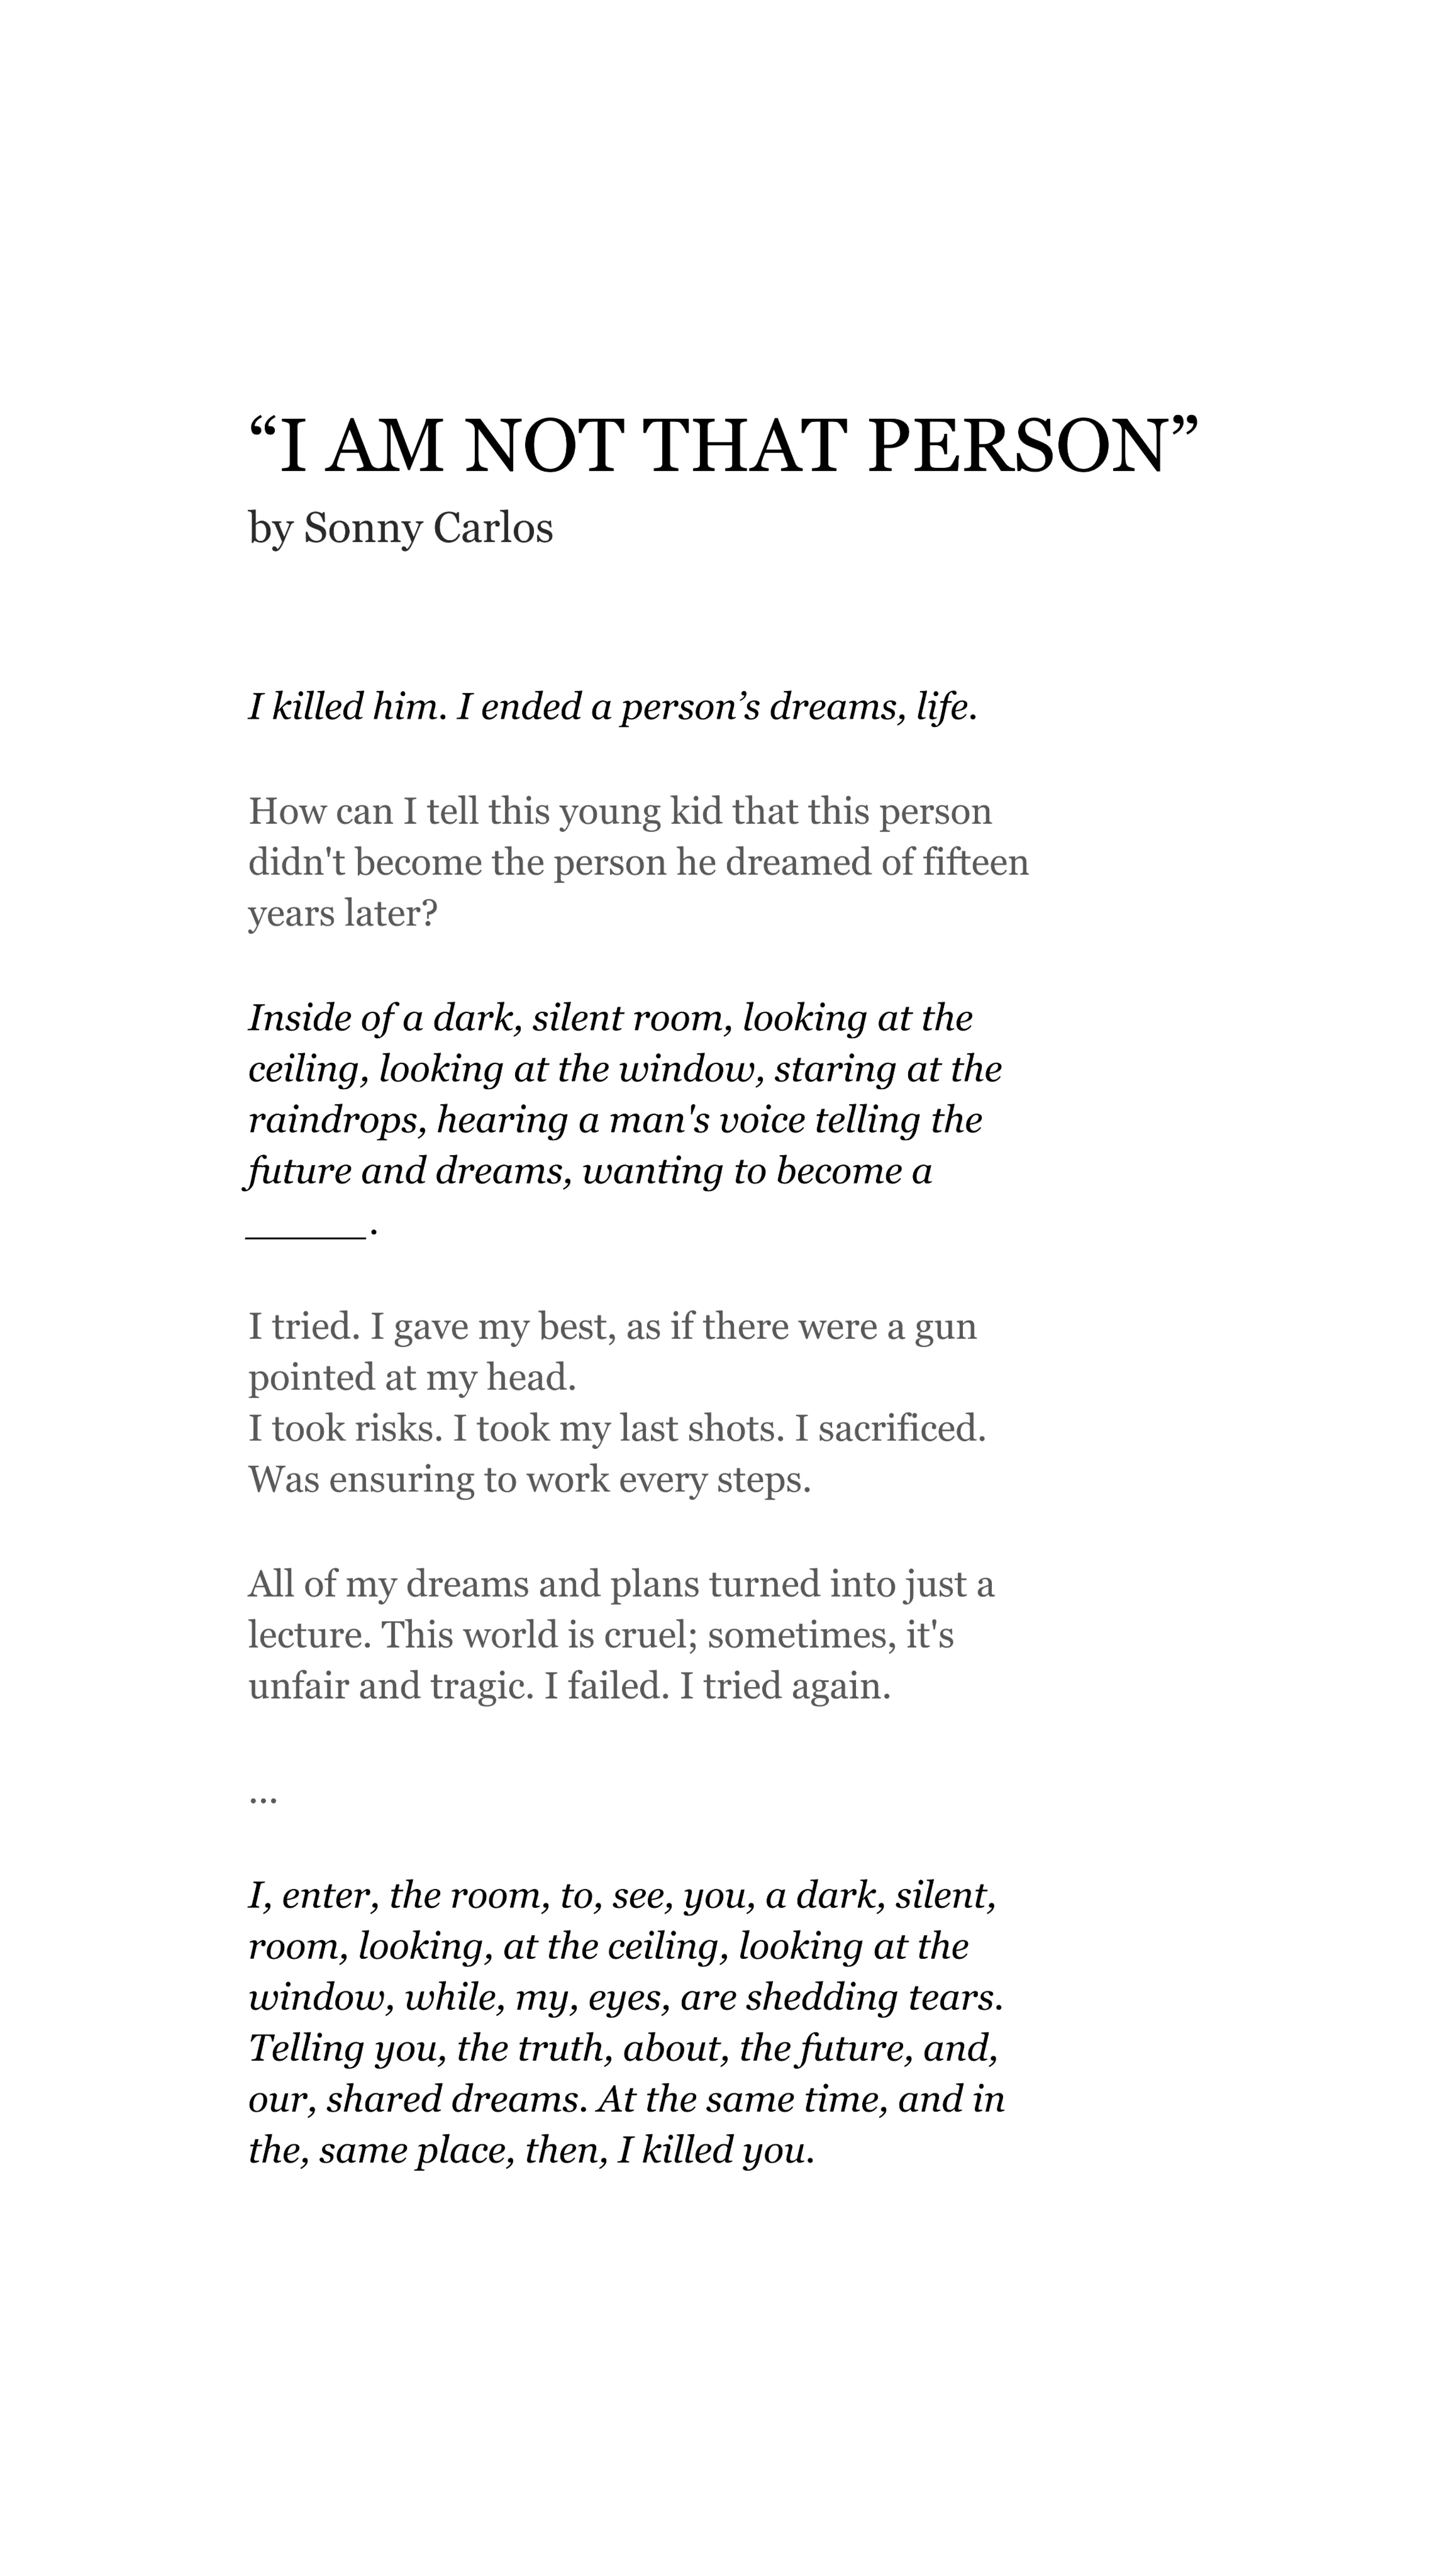 “I AM NOT THAT PERSON”
by Sonny Carlos
I killed him. I ended a person’s dreams, life.
How can I tell this young kid that this person
didn't become the person he dreamed of fifteen
years later?
Inside of a dark, silent room, looking at the
ceiling, looking at the window, staring at the
raindrops, hearing a man's voice telling the
future and dreams, wanting to become a
______.
I tried. I gave my best, as if there were a gun
pointed at my head.
I took risks. I took my last shots. I sacrificed.
Was ensuring to work every steps.
All of my dreams and plans turned into just a
lecture. This world is cruel; sometimes, it's
unfair and tragic. I failed. I tried again.
...
I, enter, the room, to, see, you, a dark, silent,
room, looking, at the ceiling, looking at the
window, while, my, eyes, are shedding tears.
Telling you, the truth, about, the future, and,
our, shared dreams. At the same time, and in
the, same place, then, I killed you.